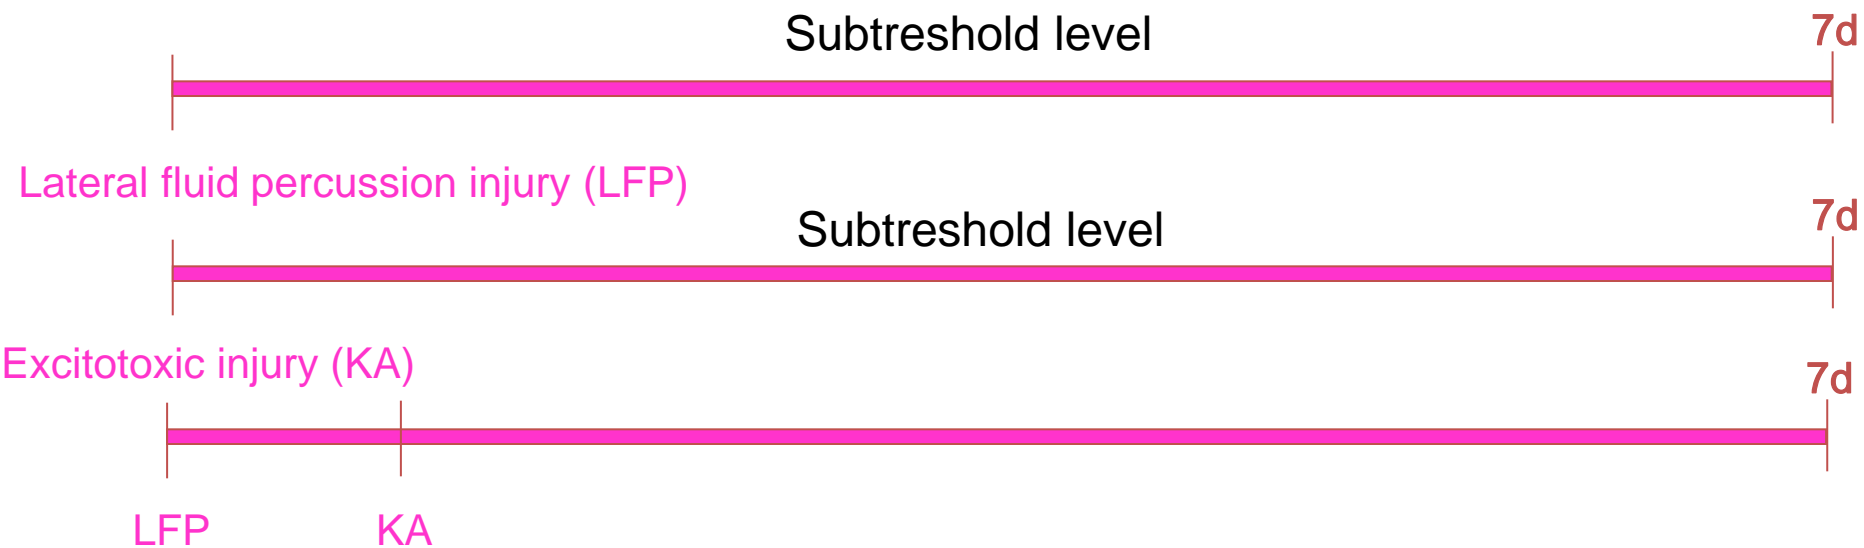 Subtreshold level
7d
Lateral fluid percussion injury (LFP)
Subtreshold level
7d
Excitotoxic injury (KA)
7d
LFP
KA